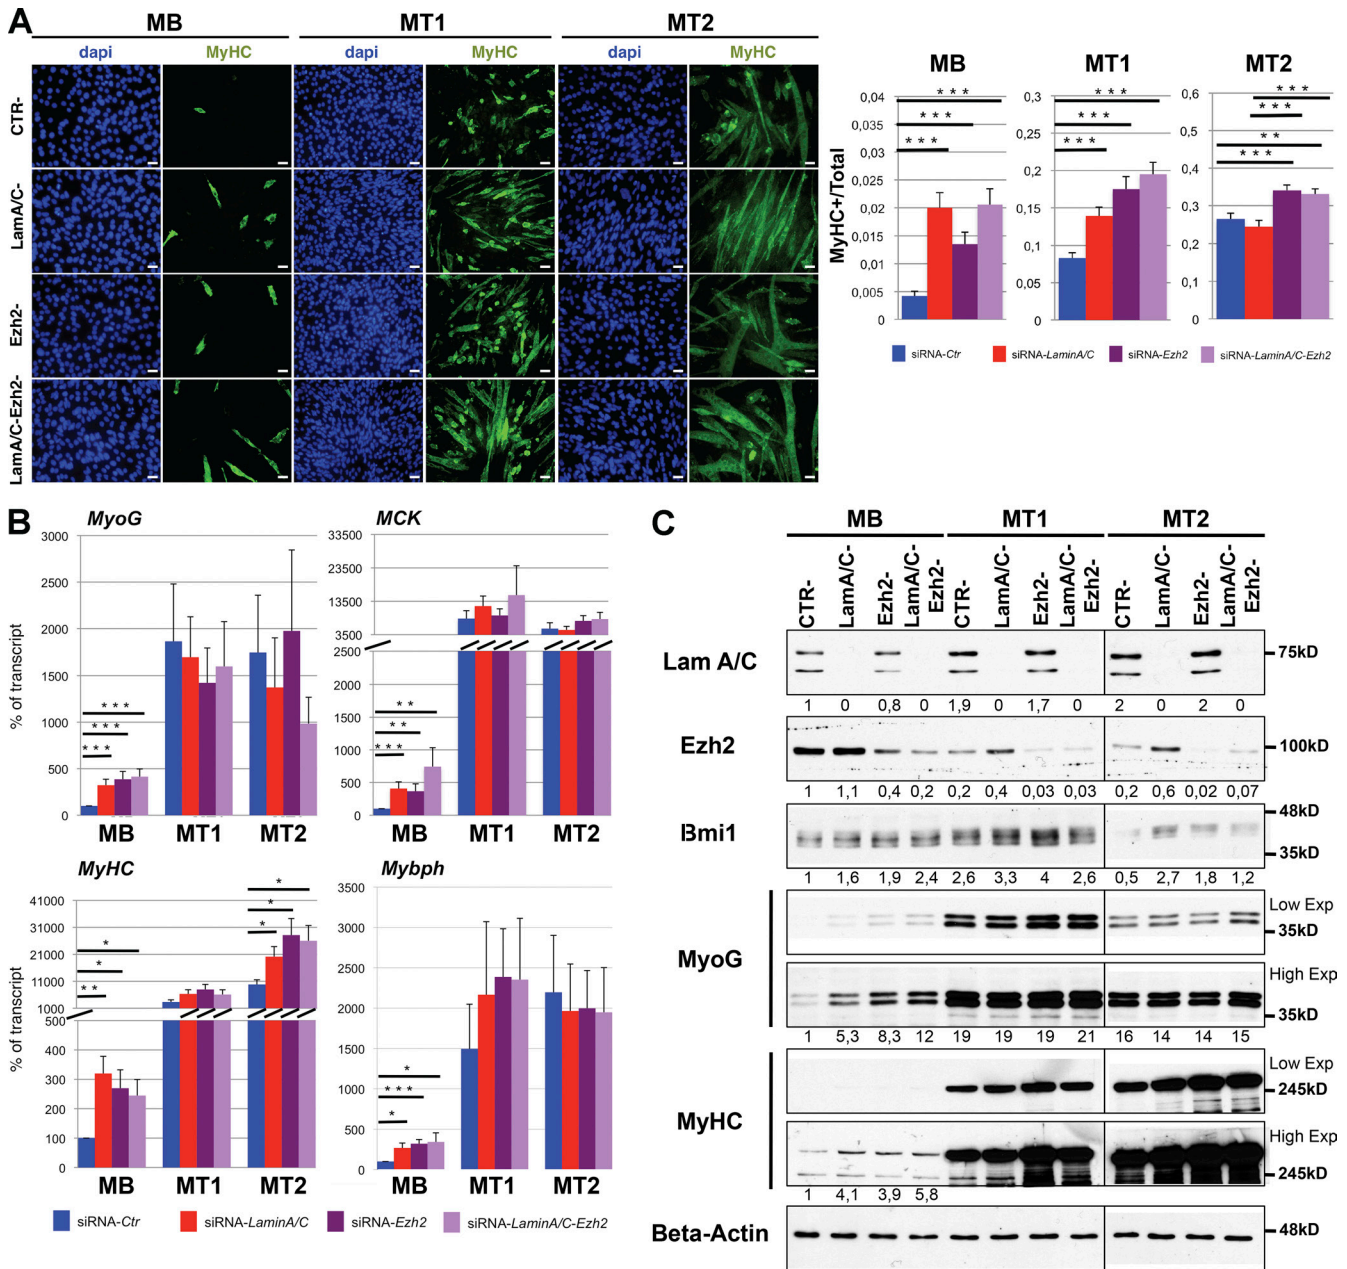 A
MB MT1 MT2
dapi MyHC dapi MyHC dapi MyHC
CTR-
LamA/C-
Ezh2-
LamA/C-Ezh2-
MB MT1 MT2
MyHC+/Total
0,04 0,3 0,6
* * * * * * * * *
0,035 * * *
* * * 0,25 * * * 0,5 * *
0,03 * * * * * * * * *
0,025 0,2 0,4
0,02 0,15 0,3
0,015 0,1 0,2
0,01
0,005 0,05 0,1
0 0 0
siRNA-Ctr siRNA-LaminA/C siRNA-Ezh2 siRNA-LaminA/C-Ezh2
B
MyoG
% of transcript
3000
2500
2000
1500
1000
500
0
* * *
* * *
* * *
MB MT1 MT2
MCK
33500
23500
13500
3500
2500
2000
1500
1000
500
0
* *
* *
* * *
MB MT1 MT2
MyHC
% of transcript
41000
31000
21000
11000
1000
500
400
300
200
100
0
*
*
* *
*
*
*
MB MT1 MT2
Mybph
3500
3000
2500
2000
1500
1000
500
0
*
* * *
*
MB MT1 MT2
siRNA-Ctr siRNA-LaminA/C siRNA-Ezh2 siRNA-LaminA/C-Ezh2
C
MB MT1 MT2
CTR- LamA/C- Ezh2- LamA/C-Ezh2- CTR- LamA/C- Ezh2- LamA/C-Ezh2- CTR- LamA/C- Ezh2- LamA/C-Ezh2-
Lam A/C 75kD
1 0 0,8 0 1,9 0 1,7 0 2 0 2 0
Ezh2 100kD
1 1,1 0,4 0,2 0,2 0,4 0,03 0,03 0,2 0,6 0,02 0,07
Bmi1 48kD
35kD
1 1,6 1,9 2,4 2,6 3,3 4 2,6 0,5 2,7 1,8 1,2
MyoG
Low Exp
35kD
High Exp
35kD
1 5,3 8,3 12 19 19 19 21 16 14 14 15
MyHC
Low Exp
245kD
High Exp
245kD
1 4,1 3,9 5,8
Beta-Actin 48kD